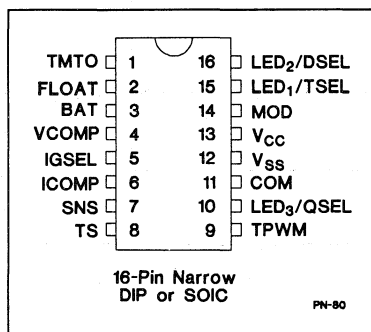 TMTO 1 16 LED2/DSEL
FLOAT 2 15 LED1/TSEL
BAT 3 14 MOD
VCOMP 4 13 VCC
IGSEL 5 12 VSS
ICOMP 6 11 COM
SNS 7 10 LED3/QSEL
TS 8 9 TPWM
16-Pin Narrow
DIP or SOIC
PN-80